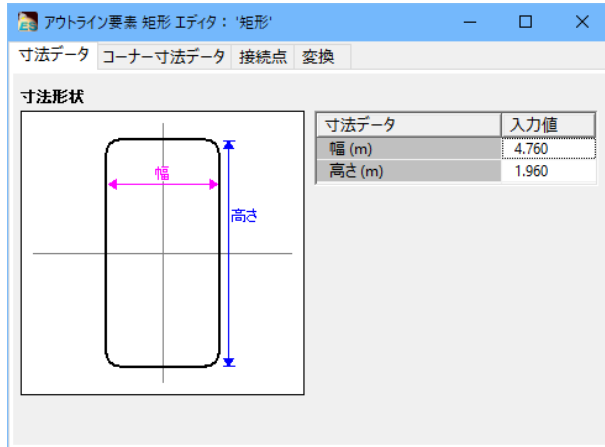 アウトライン要素 矩形 エディタ： '矩形'
寸法データ コーナー寸法データ 接続点 変換
寸法形状
幅
高さ
寸法データ 入力値
幅 (m) 4.760
高さ (m) 1.960